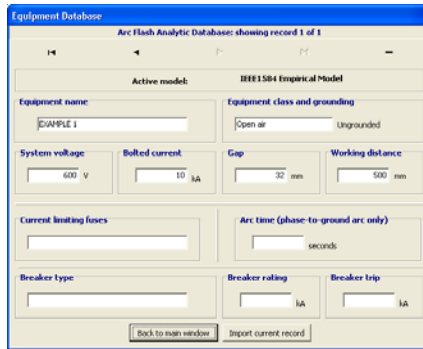 Equipment Database
Arc Flash Analytic Database: showing record 1 of 1
Active model: IEEE1584 Empirical Model
Equipment name
EXAMPLE 1
Equipment class and grounding
Open air Ungrounded
System voltage
600 V
Bolted current
10 kA
Gap
32 mm
Working distance
500 mm
Current limiting fuses
Arc time (phase-to-ground arc only)
seconds
Breaker type
Breaker rating
kA
Breaker trip
kA
Back to main window
Import current record